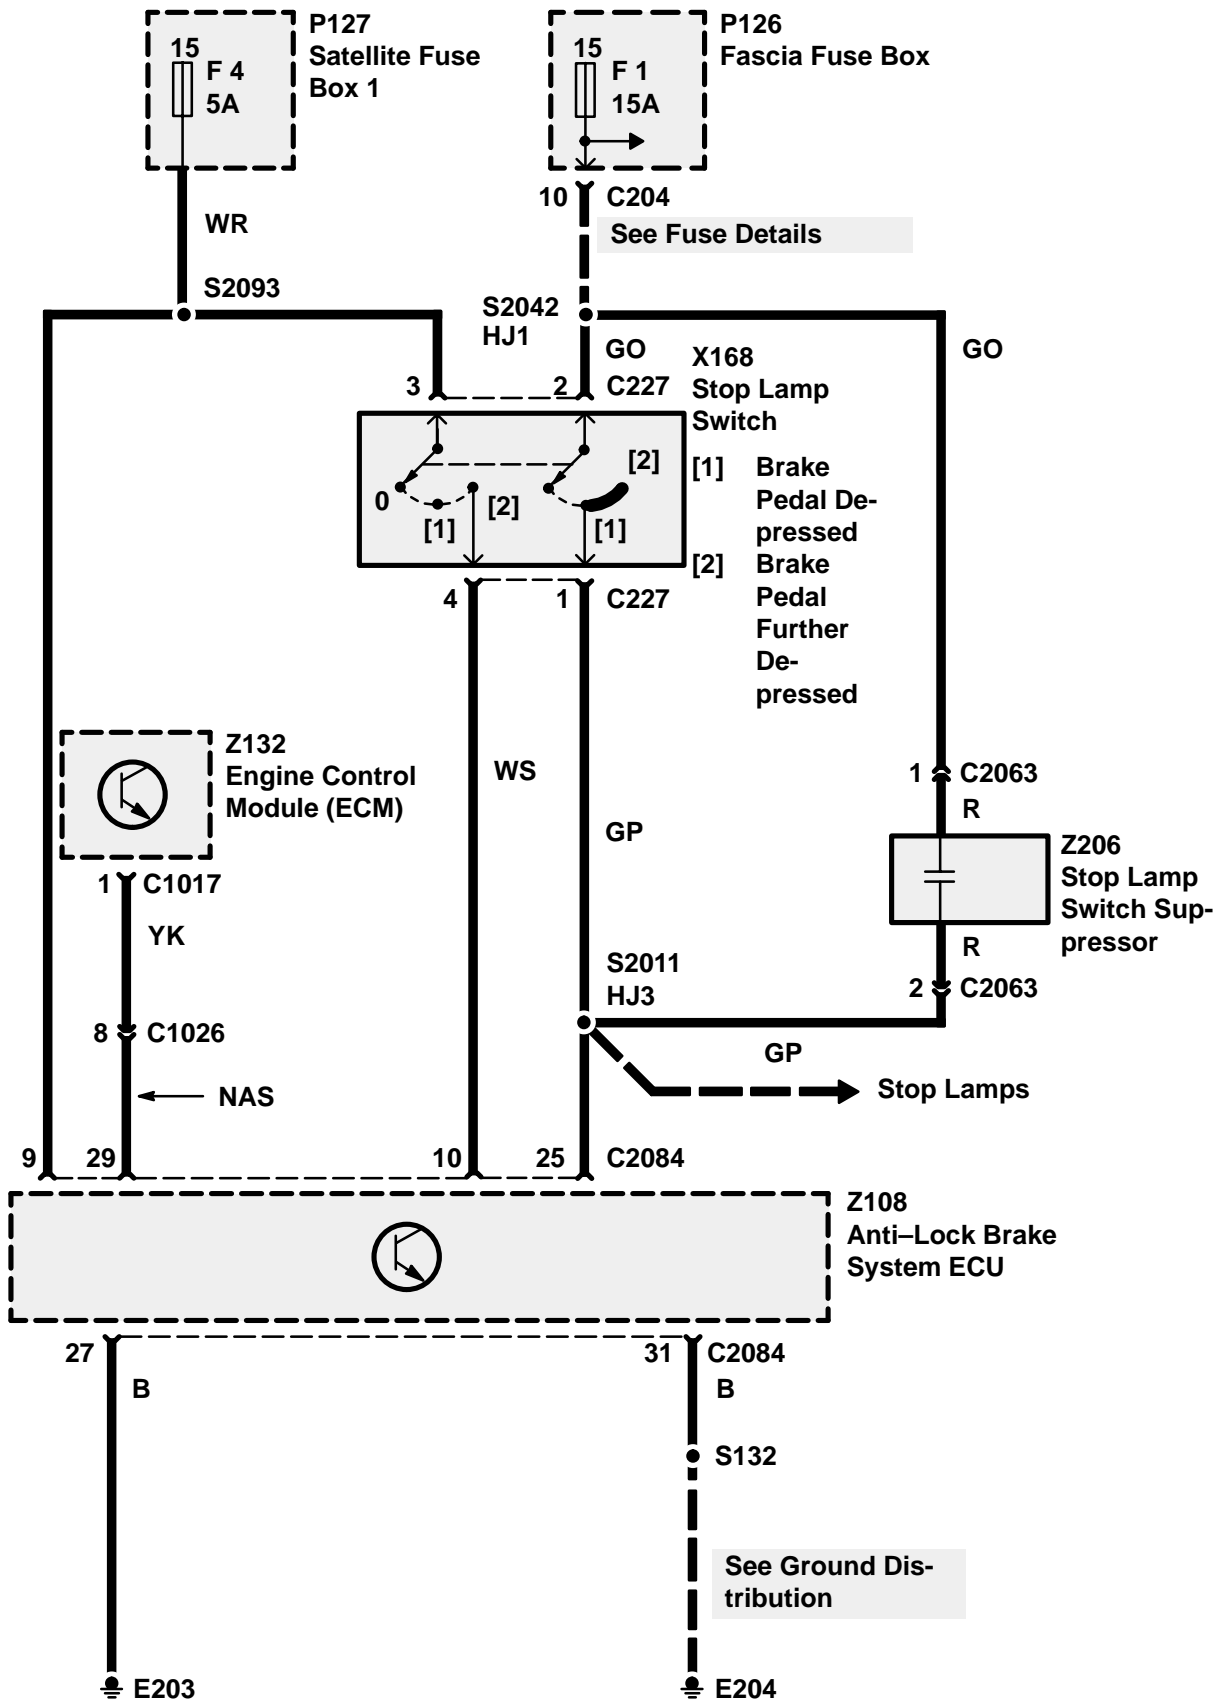 P127
Satellite Fuse
Box 1
15
F 4
5A
P126
Fascia Fuse Box
15
F 1
15A
10
C204
See Fuse Details
WR
S2093
S2042
HJ1
GO
GO
3
2
C227
X168
Stop Lamp
Switch
0
[1]
[2]
[1]
[2]
[1] Brake
Pedal De-
pressed
[2] Brake
Pedal
Further
De-
pressed
4
1
C227
Z132
Engine Control
Module (ECM)
WS
GP
1
C2063
R
Z206
Stop Lamp
Switch Sup-
pressor
R
2
C2063
1
C1017
YK
S2011
HJ3
8
C1026
GP
NAS
Stop Lamps
9
29
10
25
C2084
Z108
Anti–Lock Brake
System ECU
27
31
C2084
B
B
S132
See Ground Dis-
tribution
E203
E204